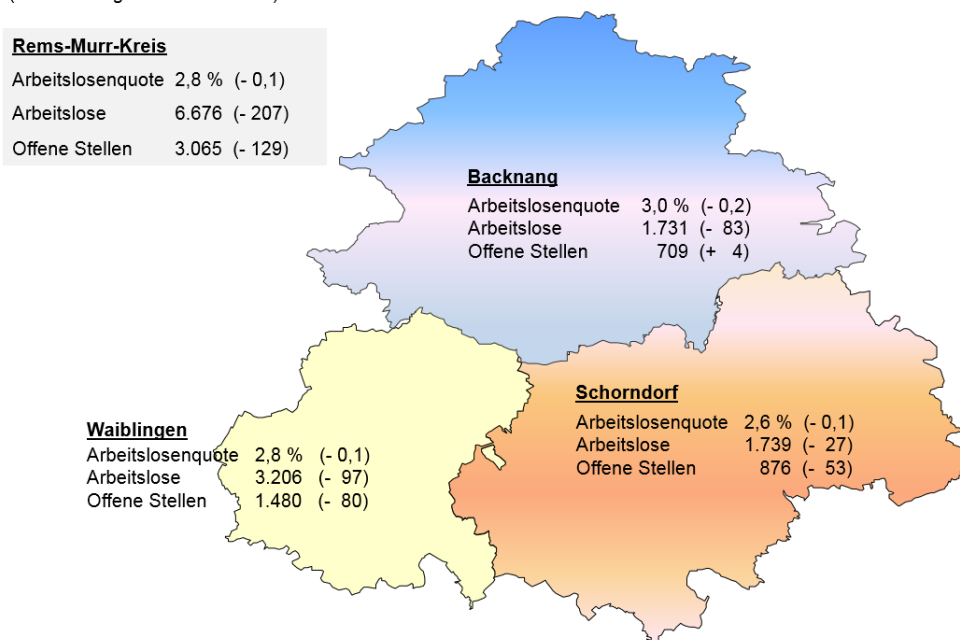 Rems-Murr-Kreis
Arbeitslosenquote 2,8 % (- 0,1)
Arbeitslose 6.676 (- 207)
Offene Stellen 3.065 (- 129)
Backnang
Arbeitslosenquote 3,0 % (- 0,2)
Arbeitslose 1.731 (- 83)
Offene Stellen 709 (+ 4)
Schorndorf
Arbeitslosenquote 2,6 % (- 0,1)
Arbeitslose 1.739 (- 27)
Offene Stellen 876 (- 53)
Waiblingen
Arbeitslosenquote 2,8 % (- 0,1)
Arbeitslose 3.206 (- 97)
Offene Stellen 1.480 (- 80)